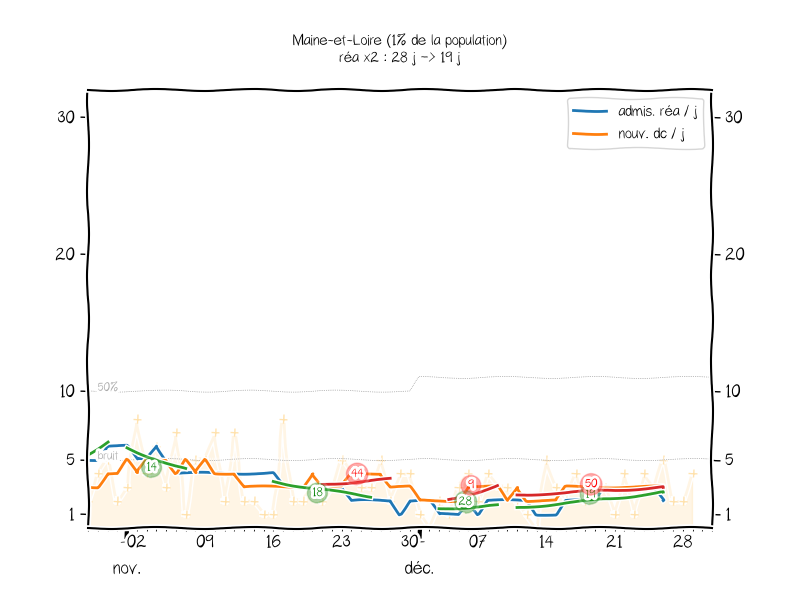 Maine-et-Loire (1% de la population)
réa x2 : 28 j -> 19 j
admis. réa / j
nouv. dc / j
30
30
20
20
50%
10
10
bruit
5
5
14
44
18
9
28
50
19
1
1
02 09 16 23 30 07 14 21 28
nov. déc.